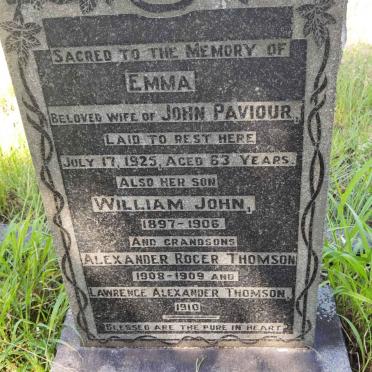 SACRED TO THE MEMORY OF
EMMA
BELOVED WIFE OF JOHN PAVIOUR,
LAID TO REST HERE
JULY 17, 1925, AGED 63 YEARS.
ALSO HER SON
WILLIAM JOHN,
1897-1906
AND GRANDSONS
ALEXANDER ROGER THOMSON
1908-1909 AND
LAWRENCE ALEXANDER THOMSON,
1910
BLESSED ARE THE PURE IN HEART